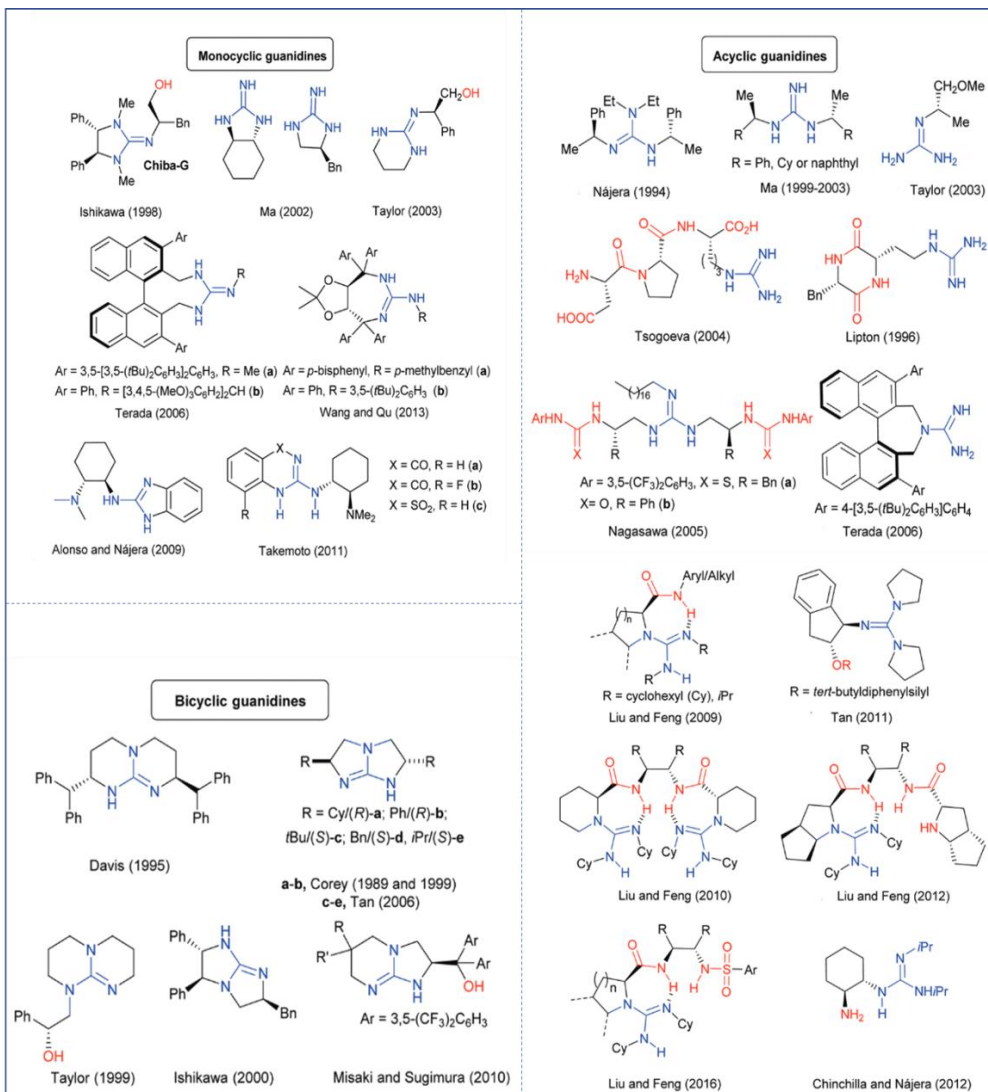 Monocyclic guanidines
OH
Me
Ph
N
N
Bn
Ph
N
Me
Chiba-G
Ishikawa (1998)
NH
HN
NH
NH
HN
NH
Bn
Ma (2002)
CH2OH
N
HN
Ph
NH
Taylor (2003)
Ar
H
N
R
N
N
H
Ar
Ar = 3,5-[3,5-(tBu)2C6H3]2C6H3, R = Me (a)
Ar = Ph, R = [3,4,5-(MeO)3C6H2]2CH (b)
Terada (2006)
Ar Ar
O
NH
NH
O
N
R
Ar Ar
Ar = p-bisphenyl, R = p-methylbenzyl (a)
Ar = Ph, R = 3,5-(tBu)2C6H3 (b)
Wang and Qu (2013)
N
HN
N
N
H
Alonso and Nájera (2009)
X
N
N
HN
R
H
NMe2
X = CO, R = H (a)
X = CO, R = F (b)
X = SO2, R = H (c)
Takemoto (2011)
Bicyclic guanidines
N
Ph
Ph
N
H
N
Ph
Ph
Davis (1995)
N
R
R
N
N
H
R = Cy/(R)-a; Ph/(R)-b;
tBu/(S)-c; Bn/(S)-d, iPr/(S)-e
a-b, Corey (1989 and 1999)
c-e, Tan (2006)
N
N
N
Ph
OH
Taylor (1999)
H
Ph
N
N
Ph
N
Bn
Ishikawa (2000)
R
R'
N
Ar
Ar
N
N
H
OH
Ar = 3,5-(CF3)2C6H3
Misaki and Sugimura (2010)
Acyclic guanidines
Ph
Et
N
Et
Ph
Me
N
NH
Me
Nájera (1994)
Me
NH
Me
R
NH
HN
R
R = Ph, Cy or naphthyl
Ma (1999-2003)
OMe
N
Me
NH2
NH2
Taylor (2003)
O
NH
CO2H
O
3
H2N
N
N
NH2
NH2
HOOC
Tsogoeva (2004)
O
H
N
NH2
HN
NH
NH
Bn
O
Lipton (1996)
16
ArHN
H
N
N
H
N
NHAr
N
H
NH
X
R
R
X
Ar = 3,5-(CF3)2C6H3, X = S, R = Bn (a)
X= O, R = Ph (b)
Nagasawa (2005)
Ar
NH
N
NH2
Ar
Ar = 4-[3,5-(tBu)2C6H3]C6H4
Terada (2006)
O
Aryl/Alkyl
N
n
H
N
N
R
R
N
H
R = cyclohexyl (Cy), iPr
Liu and Feng (2009)
N
N
N
OR
R = tert-butyldiphenylsilyl
Tan (2011)
R R
O
O
N
N
H
H
N
N
N
N
Cy
Cy
Cy
N
N
Cy
H
H
Liu and Feng (2010)
R R
O
O
N
N
H
H
N
N
HN
Cy
Cy
N
H
Liu and Feng (2012)
R R
O
O
N
N
S
Ar
n
H
H
O
N
N
Cy
Cy
N
H
Liu and Feng (2016)
iPr
N
N
H
NHiPr
NH2
Chinchilla and Nájera (2012)